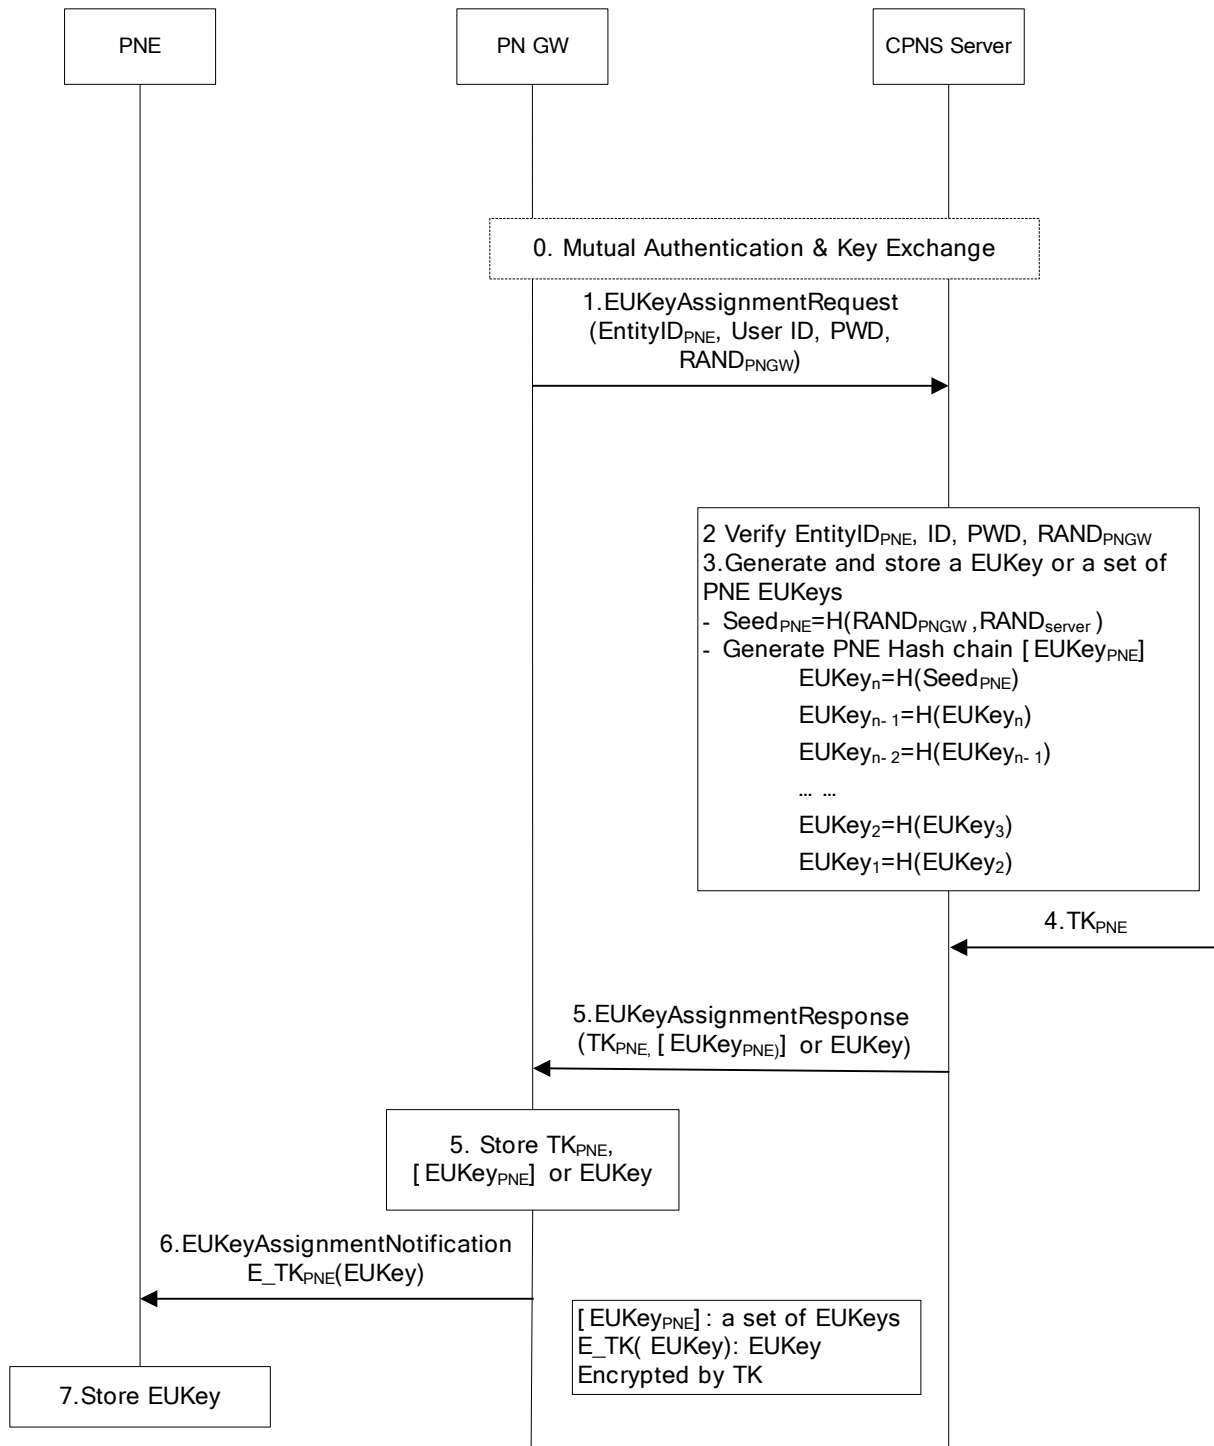 PNE
PN GW
CPNS Server
0. Mutual Authentication & Key Exchange
1.EUKeyAssignmentRequest
(EntityIDPNE, User ID, PWD,
RANDPNGW)
2 Verify EntityIDPNE, ID, PWD, RANDPNGW
3.Generate and store a EUKey or a set of
PNE EUKeys
- SeedPNE=H(RANDPNGW ,RANDserver )
- Generate PNE Hash chain [EUKeyPNE]
EUKeyn=H(SeedPNE)
EUKeyn-1=H(EUKeyn)
EUKeyn-2=H(EUKeyn-1)
... ...
EUKey2=H(EUKey3)
EUKey1=H(EUKey2)
4.TKPNE
5.EUKeyAssignmentResponse
(TKPNE, [EUKeyPNE)] or EUKey)
5. Store TKPNE,
[EUKeyPNE] or EUKey
6.EUKeyAssignmentNotification
E_TKPNE(EUKey)
[EUKeyPNE]: a set of EUKeys
E_TK( EUKey): EUKey
Encrypted by TK
7.Store EUKey